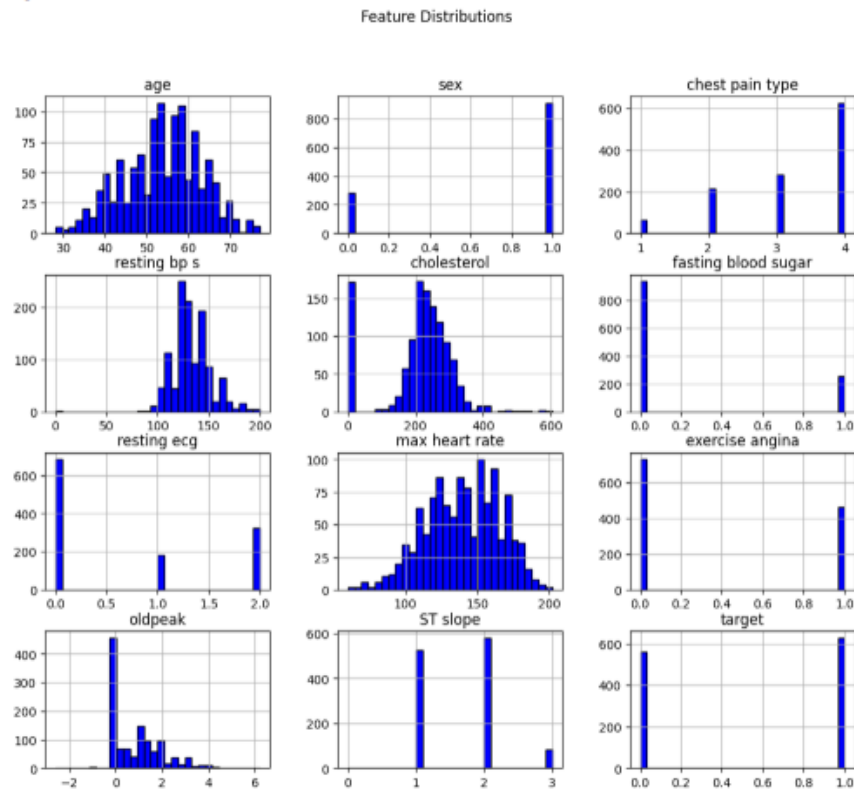 Feature Distributions
age sex chest pain type
100 75 50 25 0
30 40 50 60 70
800 600 400 200 0
0.0 0.2 0.4 0.6 0.8 1.0
600 400 200 0
1 2 3 4
resting bp s cholesterol fasting blood sugar
200 100 0
0 50 100 150 200
150 100 50 0
0 200 400 600
800 600 400 200 0
0.0 0.2 0.4 0.6 0.8 1.0
resting ecg max heart rate exercise angina
600 400 200 0
0.0 0.5 1.0 1.5 2.0
100 75 50 25 0
100 150 200
600 400 200 0
0.0 0.2 0.4 0.6 0.8 1.0
oldpeak ST slope target
400 300 200 100 0
−2 0 2 4 6
600 400 200 0
0 1 2 3
600 400 200 0
0.0 0.2 0.4 0.6 0.8 1.0